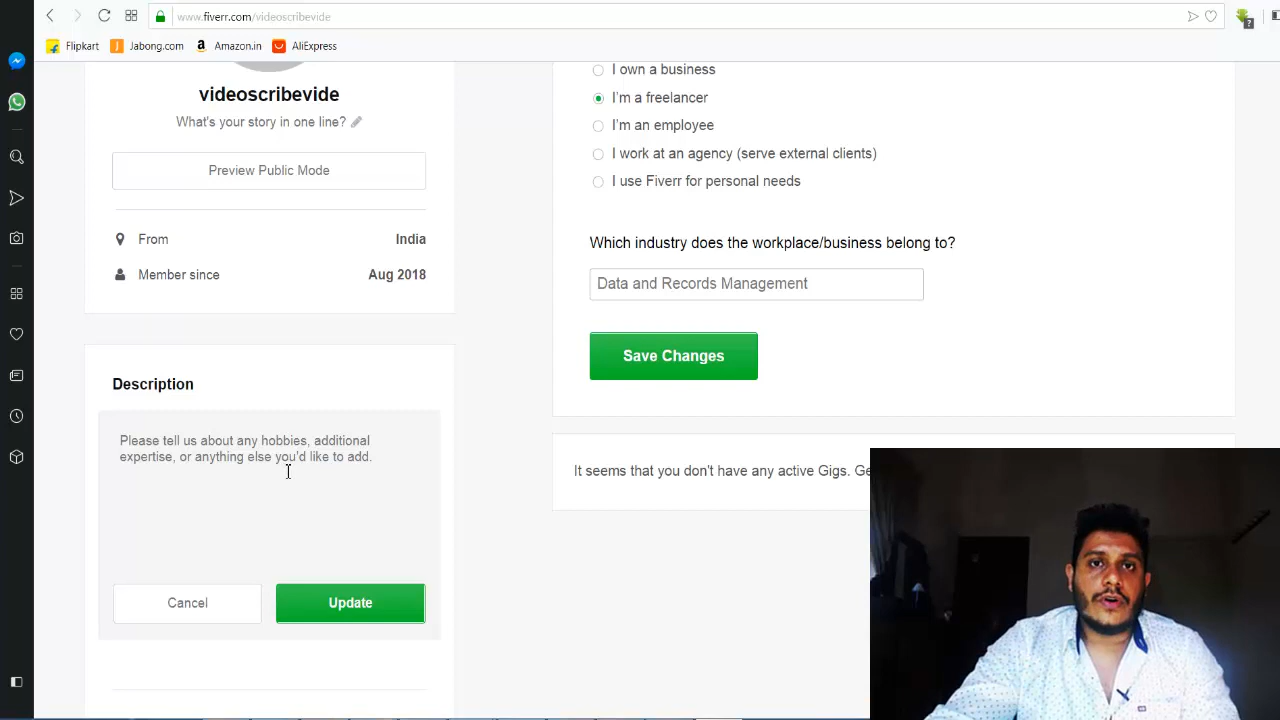 www.fiverr.com/videoscribevide
Flipkart
Jabong.com
Amazon.in
AliExpress
videoscribevide
What's your story in one line?
Preview Public Mode
From India
Member since Aug 2018
Description
Please tell us about any hobbies, additional
expertise, or anything else you'd like to add.
Cancel
Update
I own a business
I'm a freelancer
I'm an employee
I work at an agency (serve external clients)
I use Fiverr for personal needs
Which industry does the workplace/business belong to?
Data and Records Management
Save Changes
It seems that you don't have any active Gigs. Ge